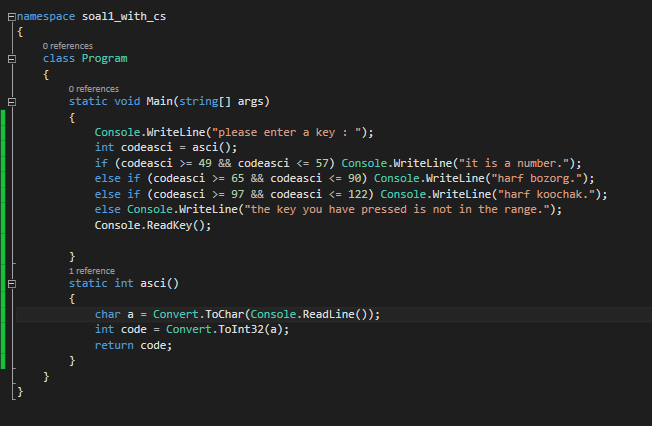 namespace soal1_with_cs
{
0 references
class Program
{
0 references
static void Main(string[] args)
{
Console.WriteLine("please enter a key : ");
int codeasci = asci();
if (codeasci >= 49 && codeasci <= 57) Console.WriteLine("it is a number.");
else if (codeasci >= 65 && codeasci <= 90) Console.WriteLine("harf bozorg.");
else if (codeasci >= 97 && codeasci <= 122) Console.WriteLine("harf koochak.");
else Console.WriteLine("the key you have pressed is not in the range.");
Console.ReadKey();
}
1 reference
static int asci()
{
char a = Convert.ToChar(Console.ReadLine());
int code = Convert.ToInt32(a);
return code;
}
}
}